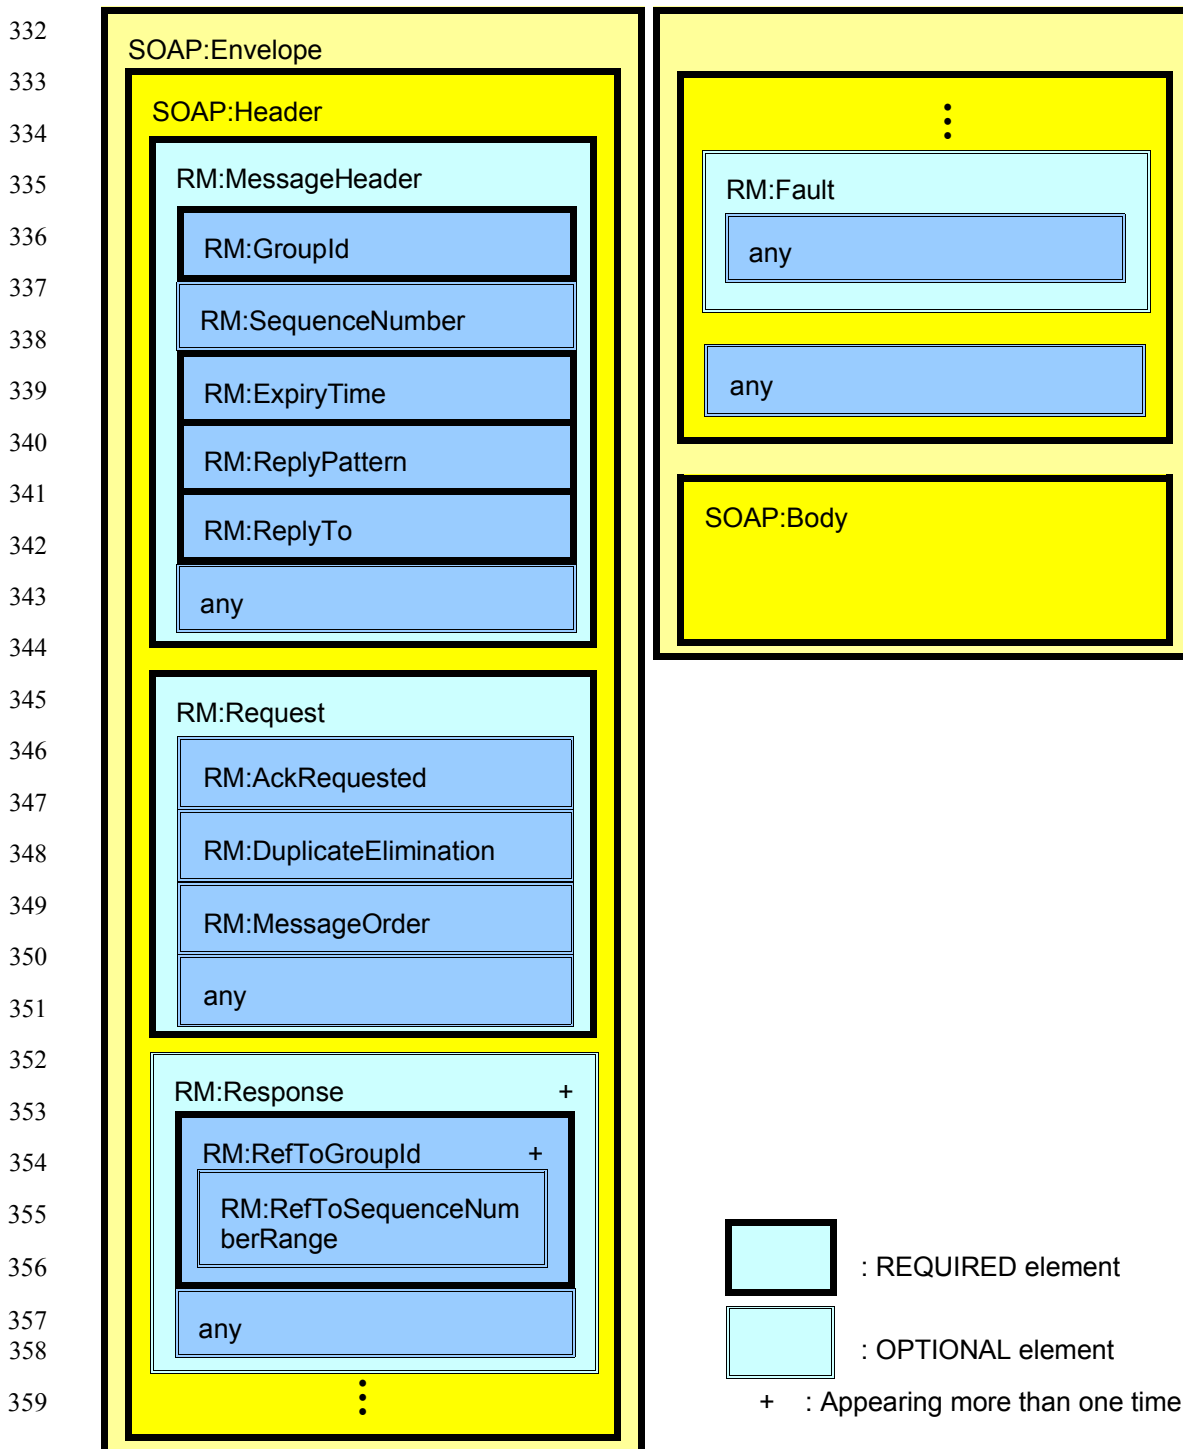 332
SOAP:Envelope
333
SOAP:Header
334
335
RM:MessageHeader
336
RM:GroupId
337
RM:SequenceNumber
338
339
RM:ExpiryTime
340
RM:ReplyPattern
341
RM:ReplyTo
342
343
any
344
345
RM:Request
346
RM:AckRequested
347
348
RM:DuplicateElimination
349
RM:MessageOrder
350
351
any
352
RM:Response +
353
354
RM:RefToGroupId +
355
RM:RefToSequenceNum
berRange
356
357
any
358
359
RM:Fault
any
any
SOAP:Body
: REQUIRED element
: OPTIONAL element
+ : Appearing more than one time